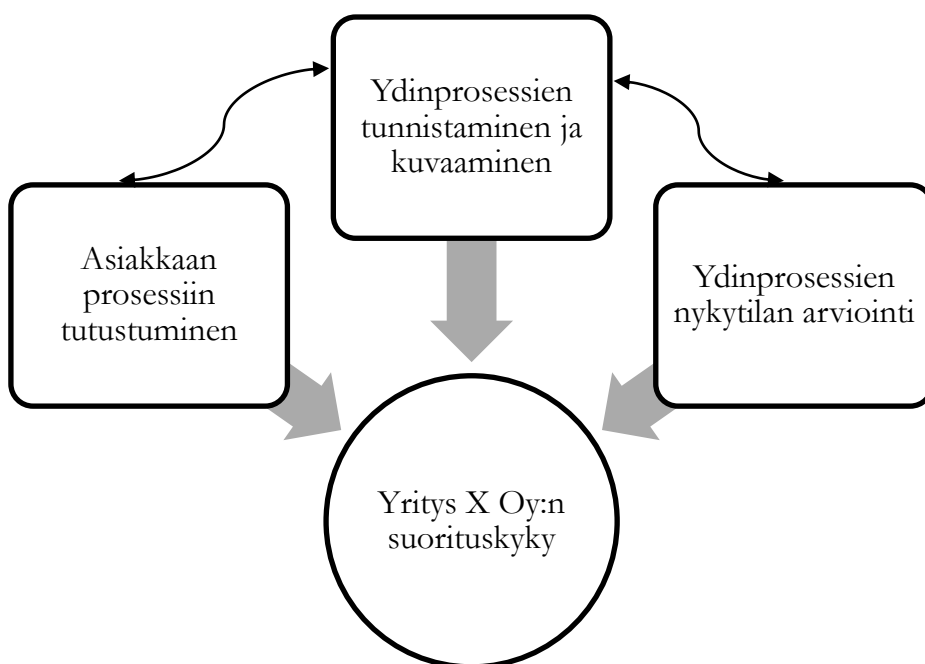 Ydinprosessien
tunnistaminen ja
kuvaaminen
Asiakkaan
prosessiin
tutustuminen
Ydinprosessien
nykytilan arviointi
Yritys X Oy:n
suorituskyky